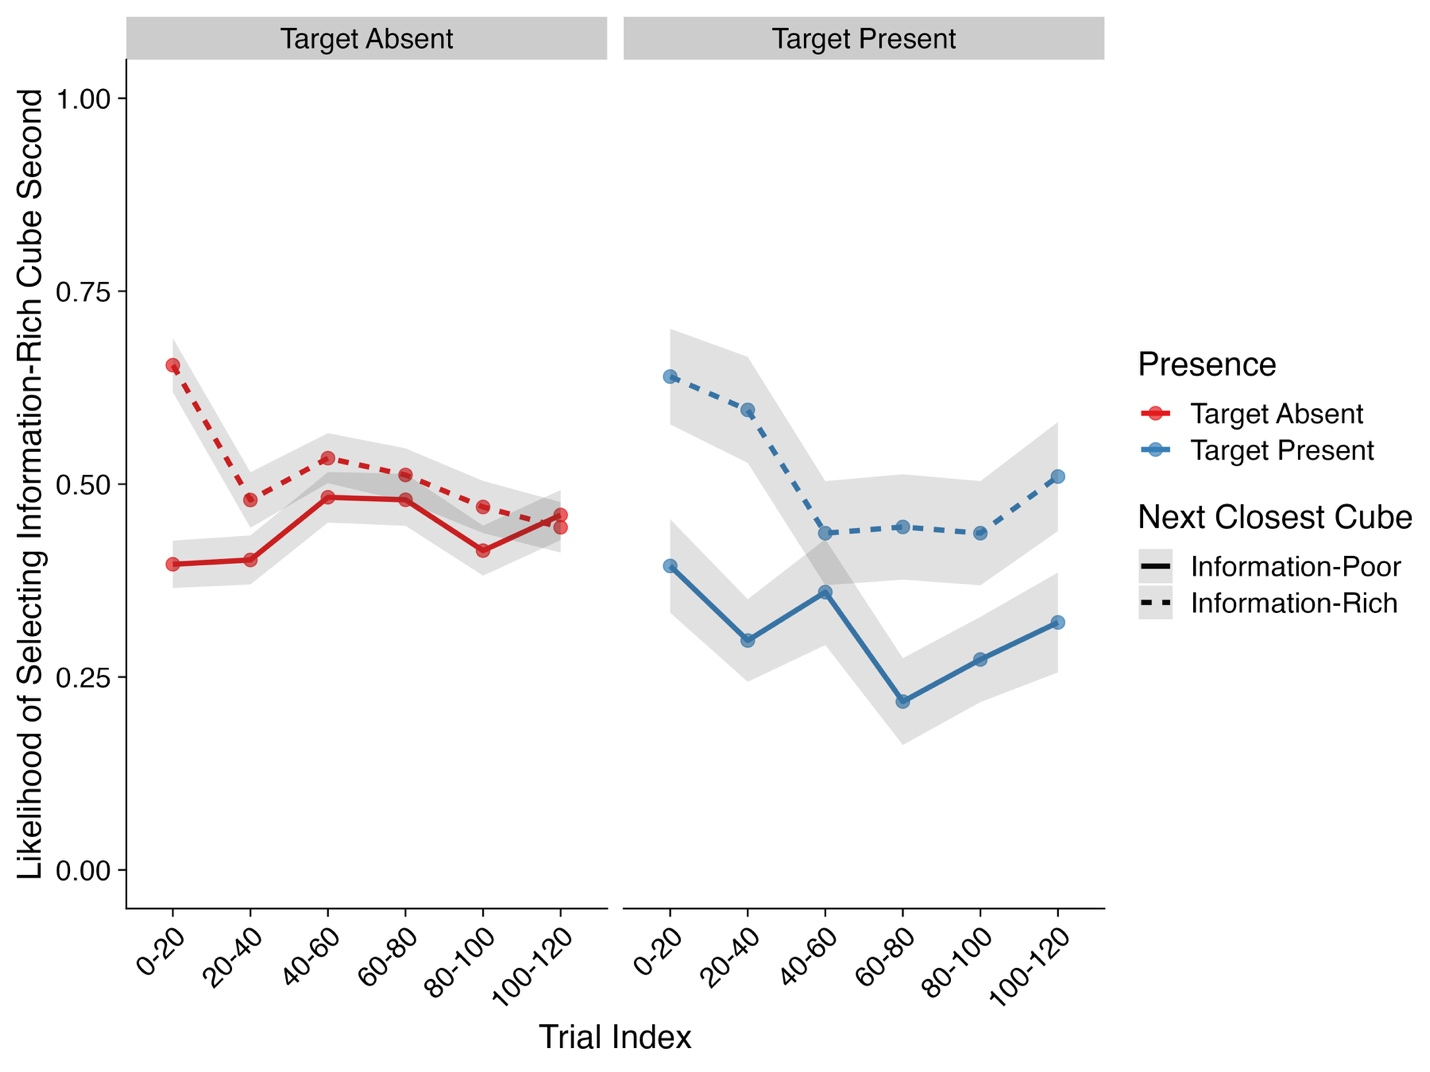 Target Absent
Target Present
Likelihood of Selecting Information-Rich Cube Second
1.00
0.75
0.50
0.25
0.00
0-20
20-40
40-60
60-80
80-100
100-120
0-20
20-40
40-60
60-80
80-100
100-120
Trial Index
Presence
Target Absent
Target Present
Next Closest Cube
Information-Poor
Information-Rich